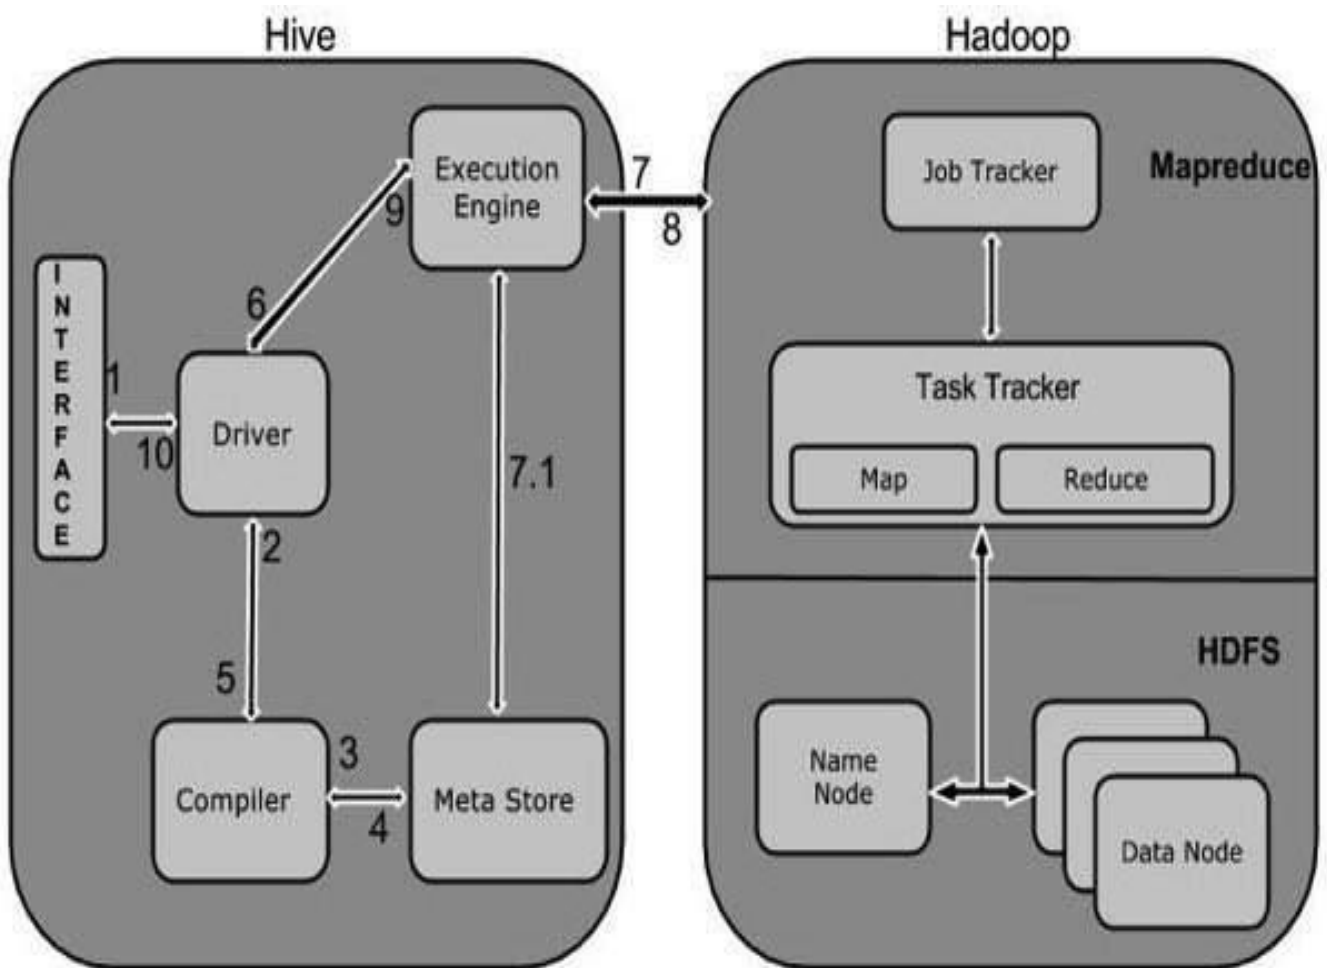 Hive
Hadoop
Execution
Engine
7
8
Job Tracker
Mapreduce
9
6
INTERFACE
1
10
Driver
Task Tracker
Map
Reduce
7.1
2
5
HDFS
Compiler
3
4
Meta Store
Name
Node
Data Node